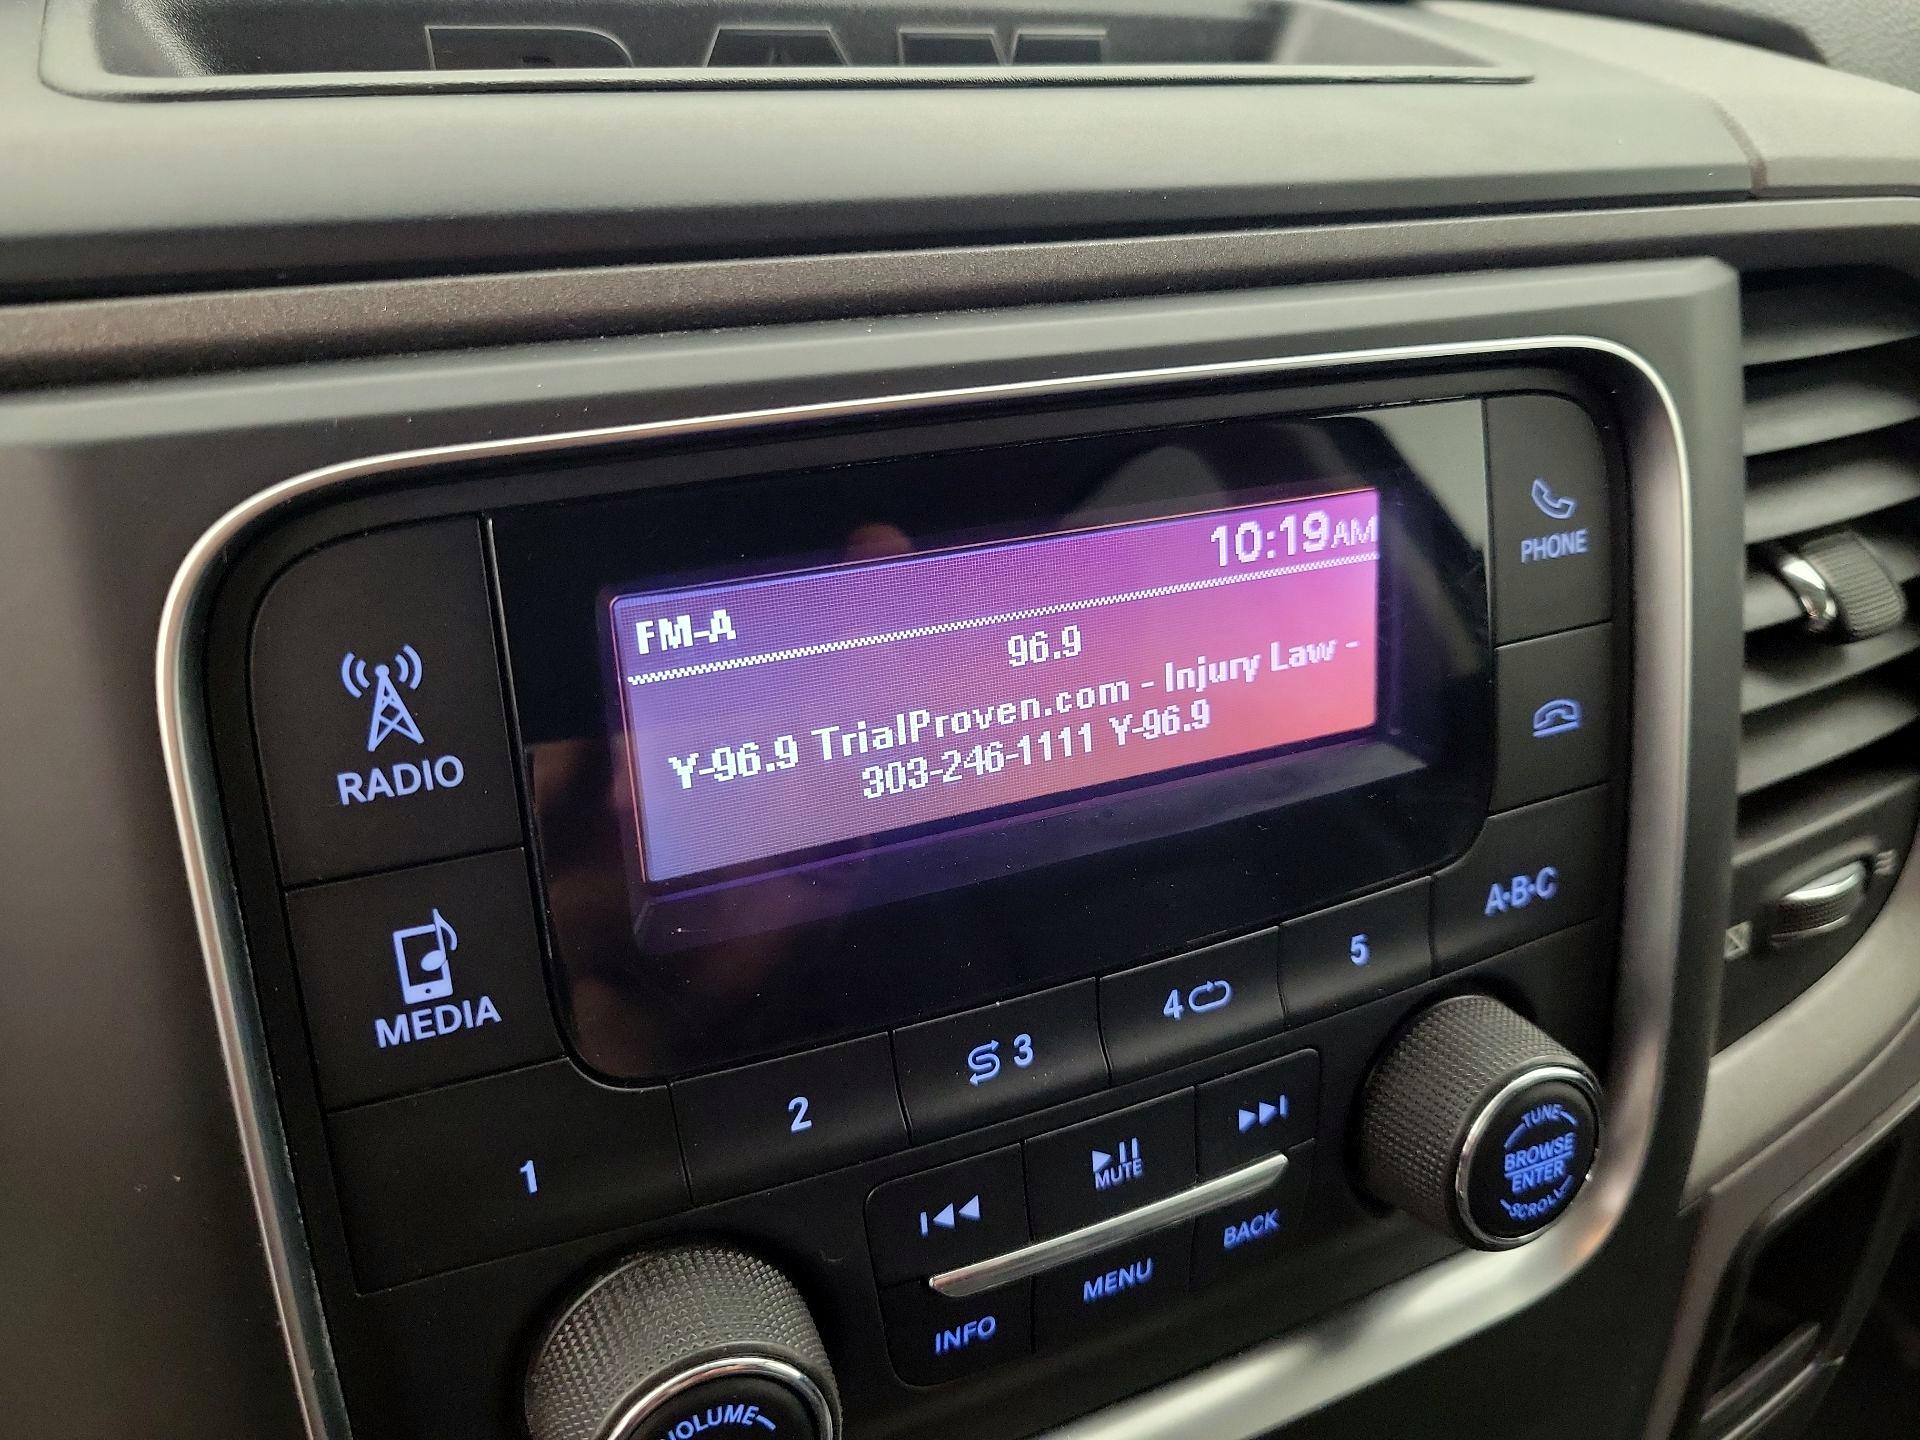 RAM
10:19AM
FM-A
96.9
Y-96.9 TrialProven.com - Injury Law -
303-246-1111 Y-96.9
PHONE
RADIO
MEDIA
A·B·C
1
2
3
4
5
MUTE
INFO
MENU
BACK
TUNE
BROWSE
ENTER
SCROLL
VOLUME